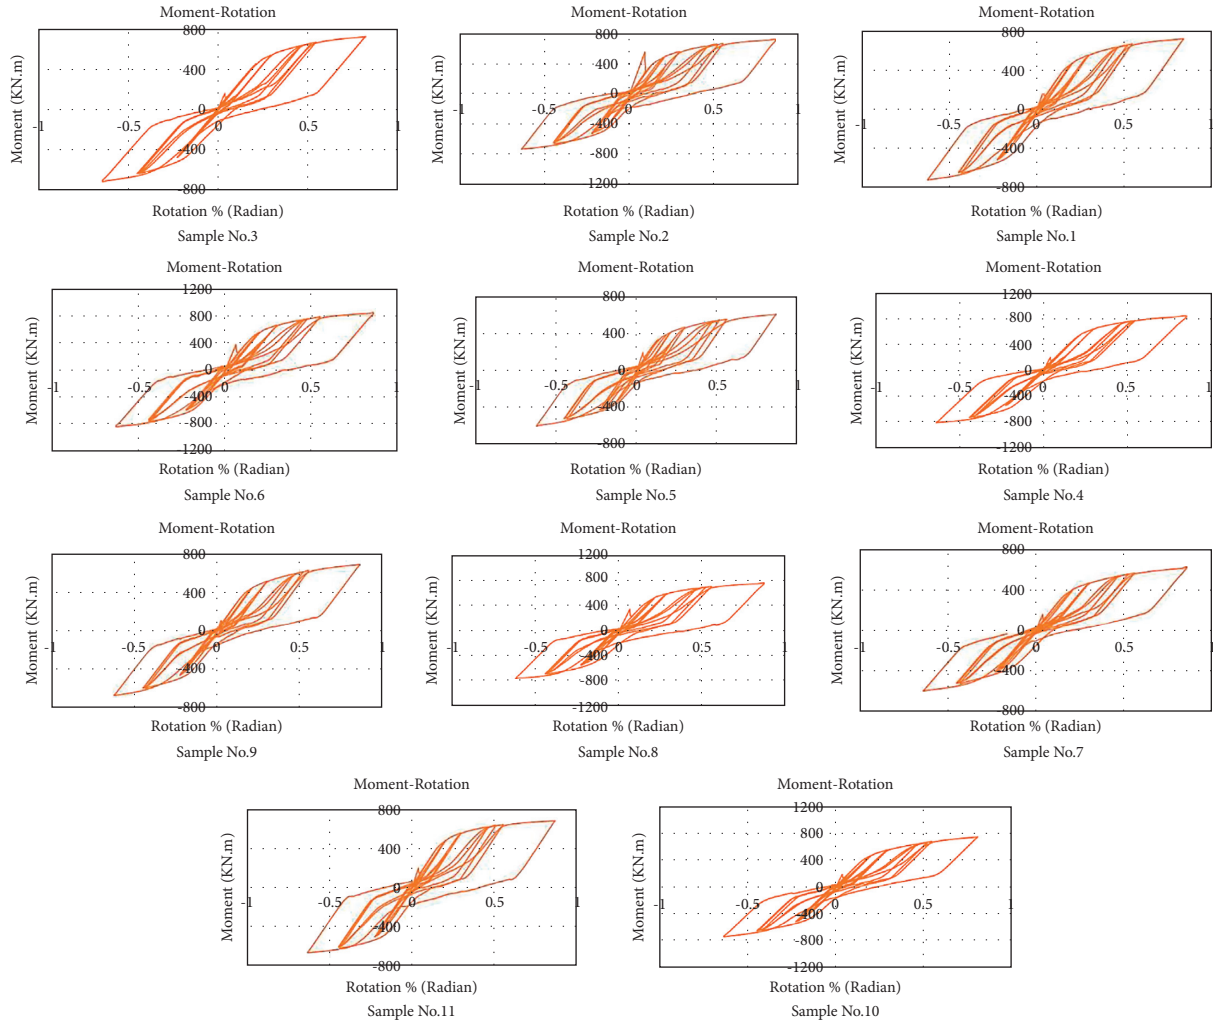 Moment-Rotation
800
400
0
-400
-800
-1 -0.5 0 0.5 1
Moment (KN.m)
Rotation % (Radian)
Sample No.3
Moment-Rotation
800
400
0
-400
-800
1200
-1 -0.5 0 0.5 1
Moment (KN.m)
Rotation % (Radian)
Sample No.2
Moment-Rotation
800
400
0
-400
-800
-1 -0.5 0 0.5 1
Moment (KN.m)
Rotation % (Radian)
Sample No.1
Moment-Rotation
1200
800
400
0
-400
-800
1200
-1 -0.5 0 0.5 1
Moment (KN.m)
Rotation % (Radian)
Sample No.6
Moment-Rotation
800
400
0
-400
-800
-1 -0.5 0 0.5 1
Moment (KN.m)
Rotation % (Radian)
Sample No.5
Moment-Rotation
1200
800
400
0
-400
-800
-1200
-1 -0.5 0 0.5 1
Moment (KN.m)
Rotation % (Radian)
Sample No.4
Moment-Rotation
800
400
0
-400
-800
-1 -0.5 0 0.5 1
Moment (KN.m)
Rotation % (Radian)
Sample No.9
Moment-Rotation
1200
800
400
0
-400
-800
-1200
-1 -0.5 0 0.5 1
Moment (KN.m)
Rotation % (Radian)
Sample No.8
Moment-Rotation
800
400
0
-400
-800
-1 -0.5 0 0.5 1
Moment (KN.m)
Rotation % (Radian)
Sample No.7
Moment-Rotation
800
400
0
-400
-800
-1 -0.5 0 0.5 1
Moment (KN.m)
Rotation % (Radian)
Sample No.11
Moment-Rotation
1200
800
400
0
-400
-800
-1200
-1 -0.5 0 0.5 1
Moment (KN.m)
Rotation % (Radian)
Sample No.10